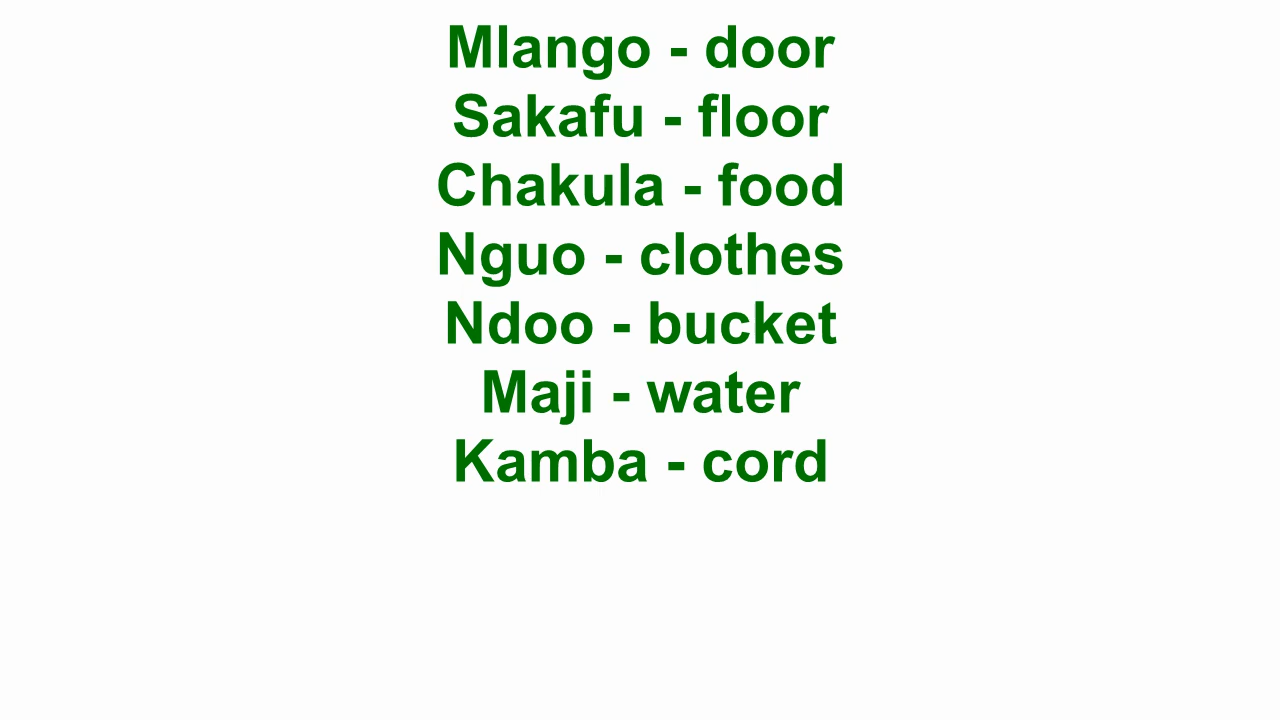 Mlango - door
Sakafu - floor
Chakula - food
Nguo - clothes
Ndoo - bucket
Maji - water
Kamba - cord